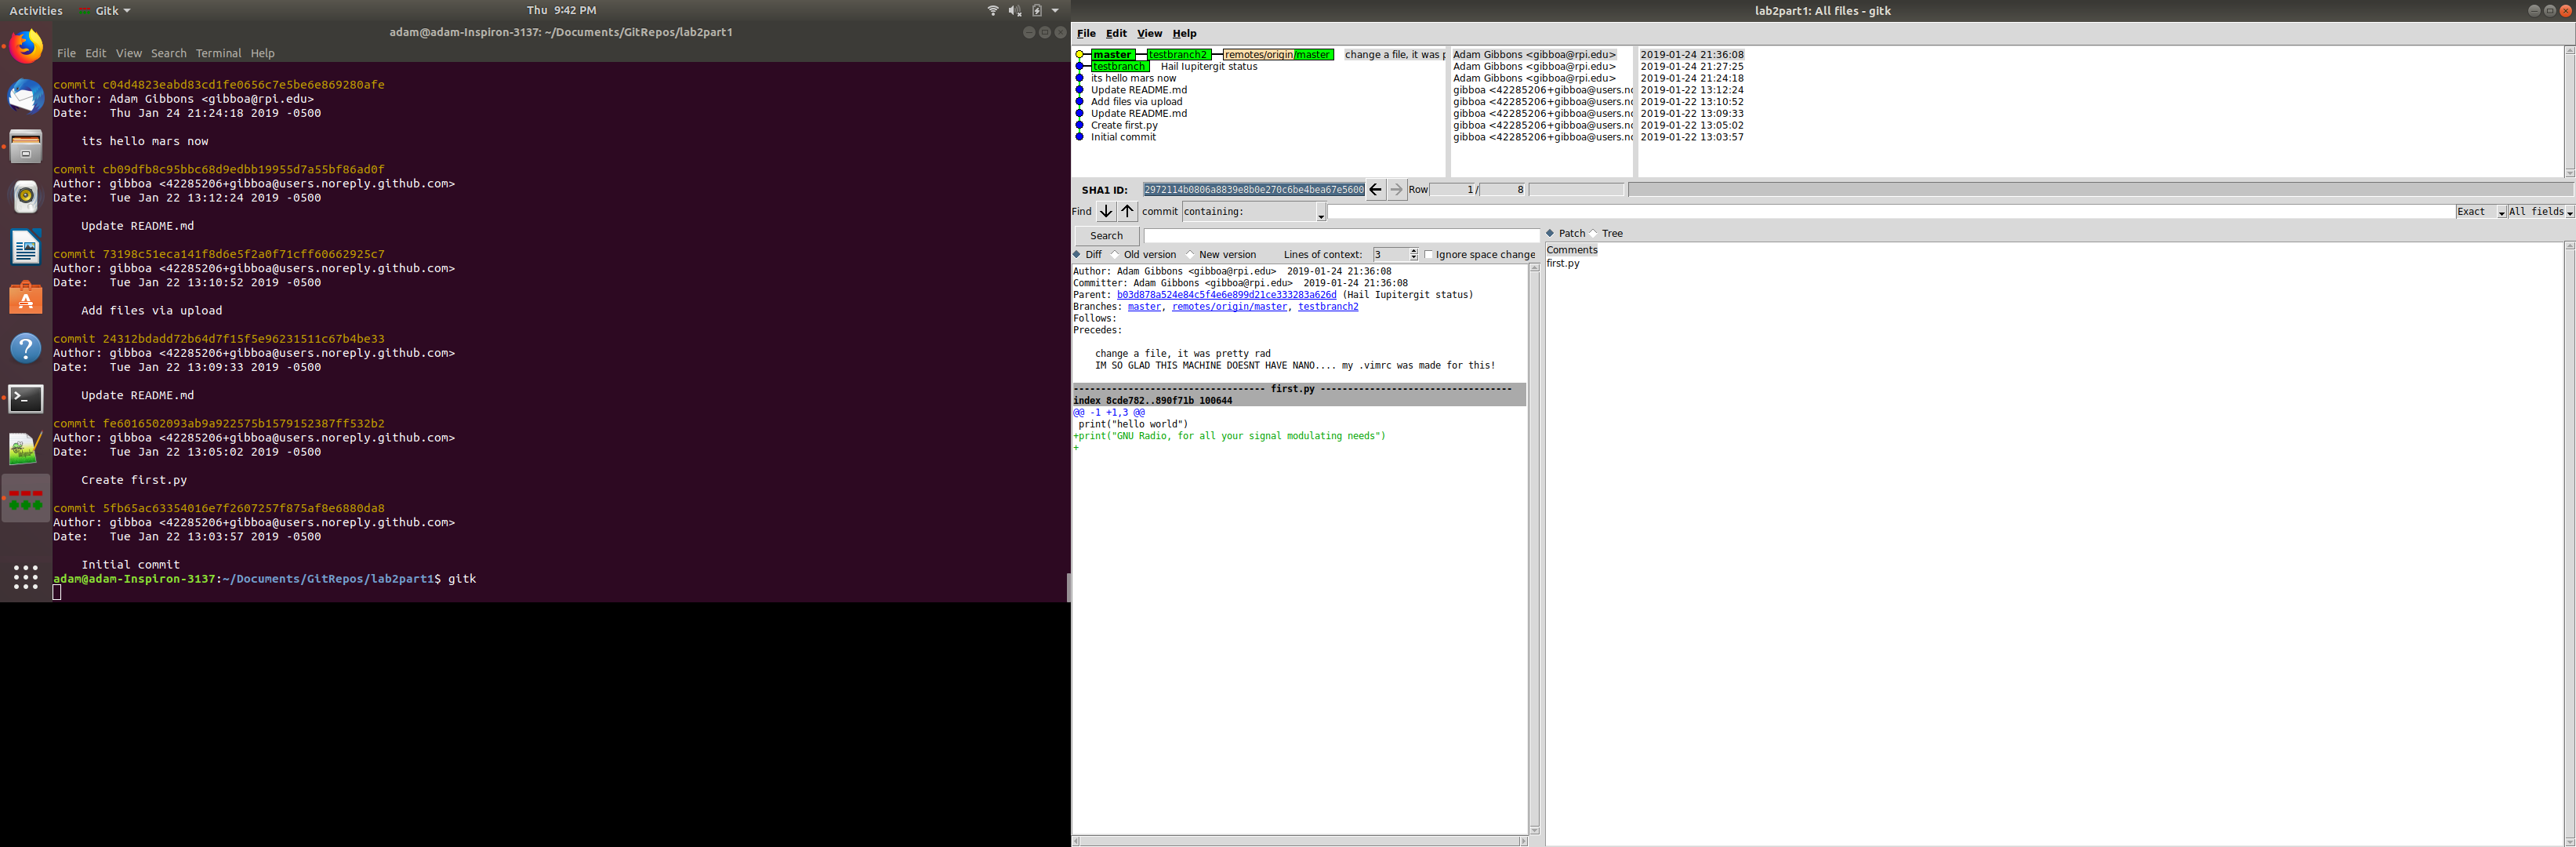 Activities Gitk Thu 9:42 PM
adam@adam-Inspiron-3137: ~/Documents/GitRepos/lab2part1
File Edit View Search Terminal Help
commit c04d4823eabd83cd1fe0656c7e5be6e869280afe
Author: Adam Gibbons <gibboa@rpi.edu>
Date: Thu Jan 24 21:24:18 2019 -0500
its hello mars now
commit cb09dfb8c95bbc68d9edbb19955d7a55bf86ad0f
Author: gibboa <42285206+gibboa@users.noreply.github.com>
Date: Tue Jan 22 13:12:24 2019 -0500
Update README.md
commit 73198c51eca141f8d6e5f2a0f71cff60662925c7
Author: gibboa <42285206+gibboa@users.noreply.github.com>
Date: Tue Jan 22 13:10:52 2019 -0500
Add files via upload
commit 24312bdadd72b64d7f15f5e96231511c67b4be33
Author: gibboa <42285206+gibboa@users.noreply.github.com>
Date: Tue Jan 22 13:09:33 2019 -0500
Update README.md
commit fe6016502093ab9a922575b1579152387ff532b2
Author: gibboa <42285206+gibboa@users.noreply.github.com>
Date: Tue Jan 22 13:05:02 2019 -0500
Create first.py
commit 5fb65ac63354016e7f2607257f875af8e6880da8
Author: gibboa <42285206+gibboa@users.noreply.github.com>
Date: Tue Jan 22 13:03:57 2019 -0500
Initial commit
adam@adam-Inspiron-3137:~/Documents/GitRepos/lab2part1$ gitk
lab2part1: All files - gitk
File Edit View Help
master testbranch2 remotes/origin/master change a file, it was p Adam Gibbons <gibboa@rpi.edu> 2019-01-24 21:36:08
testbranch Hail Iupitergit status Adam Gibbons <gibboa@rpi.edu> 2019-01-24 21:27:25
its hello mars now Adam Gibbons <gibboa@rpi.edu> 2019-01-24 21:24:18
Update README.md gibboa <42285206+gibboa@users.no 2019-01-22 13:12:24
Add files via upload gibboa <42285206+gibboa@users.no 2019-01-22 13:10:52
Update README.md gibboa <42285206+gibboa@users.no 2019-01-22 13:09:33
Create first.py gibboa <42285206+gibboa@users.no 2019-01-22 13:05:02
Initial commit gibboa <42285206+gibboa@users.no 2019-01-22 13:03:57
SHA1 ID: 2972114b0806a8839e8b0e270c6be4bea67e5600 Row 1 / 8
Find commit containing: Exact All fields
Search
Diff Old version New version Lines of context: 3 Ignore space change
Author: Adam Gibbons <gibboa@rpi.edu> 2019-01-24 21:36:08
Committer: Adam Gibbons <gibboa@rpi.edu> 2019-01-24 21:36:08
Parent: b03d878a524e84c5f4e6e899d21ce333283a626d (Hail Iupitergit status)
Branches: master, remotes/origin/master, testbranch2
Follows:
Precedes:
change a file, it was pretty rad
IM SO GLAD THIS MACHINE DOESNT HAVE NANO.... my .vimrc was made for this!
----------------------------------- first.py -----------------------------------
index 8cde782..890f71b 100644
@@ -1 +1,3 @@
print("hello world")
+print("GNU Radio, for all your signal modulating needs")
+
Patch Tree
Comments
first.py